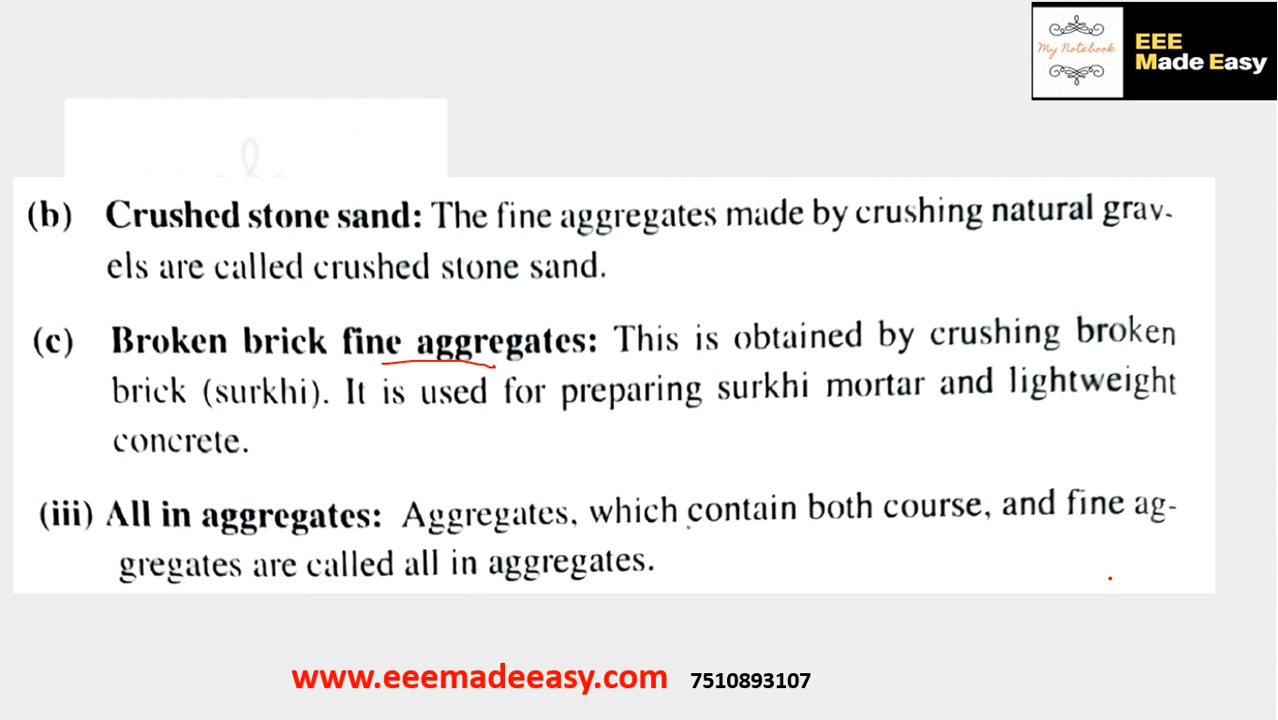 My Notebook
EEE
Made Easy
(b) Crushed stone sand: The fine aggregates made by crushing natural grav-
els are called crushed stone sand.
(c) Broken brick fine aggregates: This is obtained by crushing broken
brick (surkhi). It is used for preparing surkhi mortar and lightweight
concrete.
(iii) All in aggregates: Aggregates, which contain both course, and fine ag-
gregates are called all in aggregates.
www.eeemadeeasy.com 7510893107